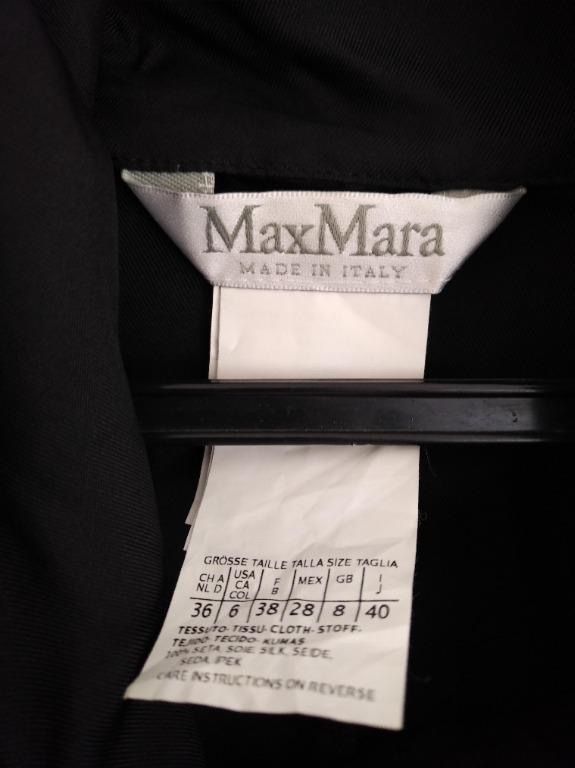 MaxMara
MADE IN ITALY
GRÖSSE TAILLE TALLA SIZE TAGLIA
CH A NL D USA CA COL F B MEX GB I J
36 6 38 28 8 40
TESSUTO-TISSU-CLOTH-STOFF-
TEJIDO-TECIDO-KUMAS
100% SETA, SOIE, SILK, SEIDE,
SEDA, IPEK
CARE INSTRUCTIONS ON REVERSE